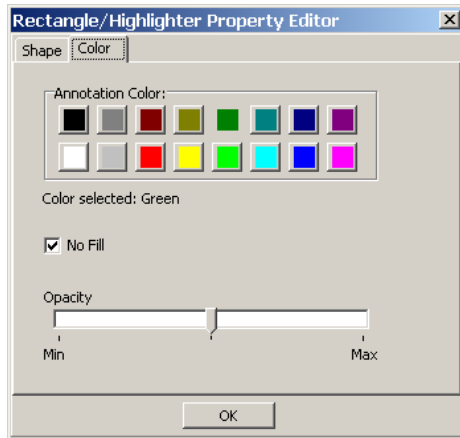 Rectangle/Highlighter Property Editor
Shape Color
Annotation Color:
Color selected: Green
No Fill
Opacity
Min Max
OK